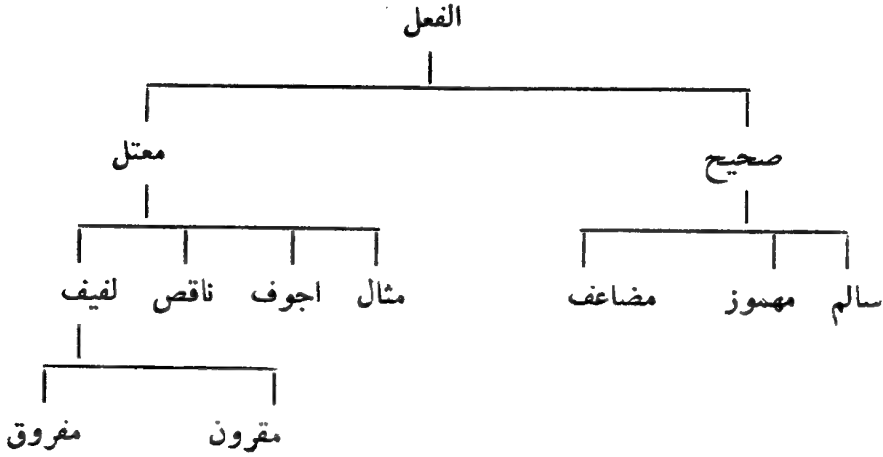 الفعل
صحيح معتل
سالم مهموز مضاعف مثال اجوف ناقص لفيف
مقرون مفروق